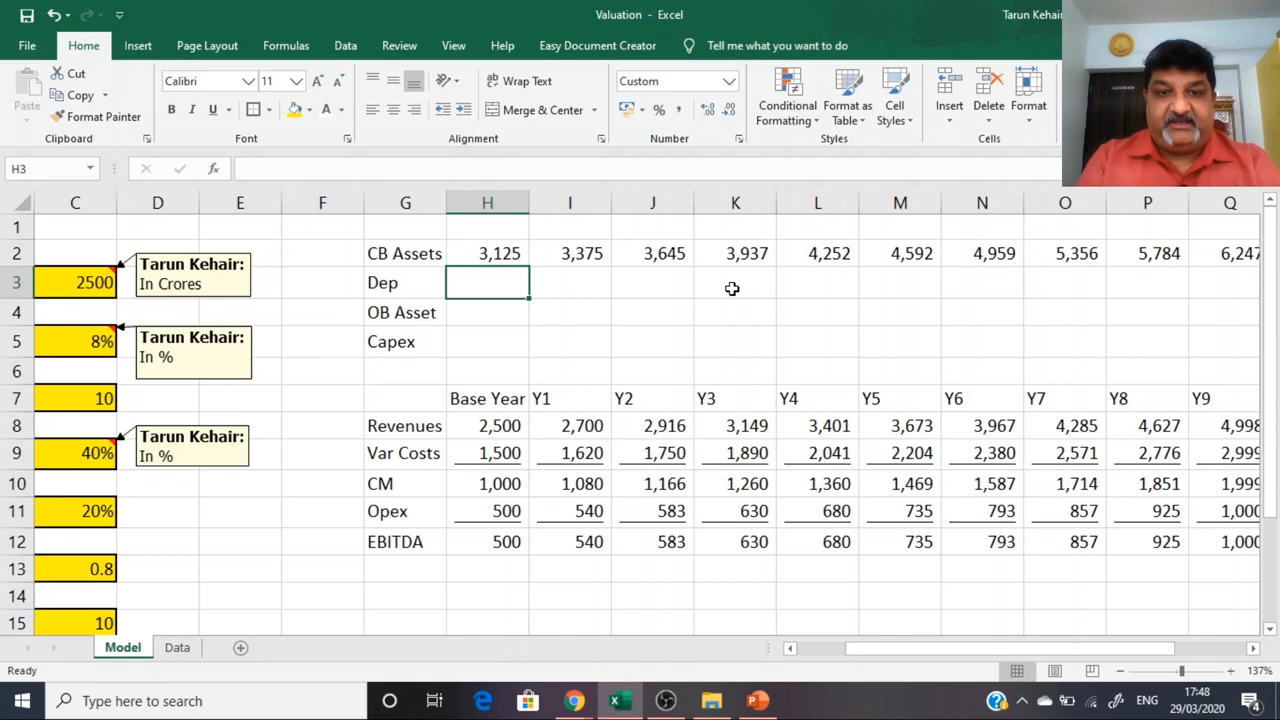 Valuation - Excel
Tarun Kehair
File Home Insert Page Layout Formulas Data Review View Help Easy Document Creator Tell me what you want to do
Cut
Copy
Format Painter
Paste
Clipboard
Calibri 11
B I U
Font
Wrap Text
Merge & Center
Alignment
Custom
%
Number
Conditional Formatting
Format as Table
Cell Styles
Styles
Insert Delete Format
Cells
H3
fx
C D E F G H I J K L M N O P Q
1
2 CB Assets 3,125 3,375 3,645 3,937 4,252 4,592 4,959 5,356 5,784 6,247
3 2500 Tarun Kehair: Dep
In Crores
4 OB Asset
5 8% Tarun Kehair: Capex
In %
6
7 10 Base Year Y1 Y2 Y3 Y4 Y5 Y6 Y7 Y8 Y9
8 Revenues 2,500 2,700 2,916 3,149 3,401 3,673 3,967 4,285 4,627 4,998
9 40% Tarun Kehair: Var Costs 1,500 1,620 1,750 1,890 2,041 2,204 2,380 2,571 2,776 2,999
In %
10 CM 1,000 1,080 1,166 1,260 1,360 1,469 1,587 1,714 1,851 1,999
11 20% Opex 500 540 583 630 680 735 793 857 925 1,000
12 EBITDA 500 540 583 630 680 735 793 857 925 1,000
13 0.8
14
15 10
Model Data
Ready
137%
Type here to search
ENG
17:48
29/03/2020
4